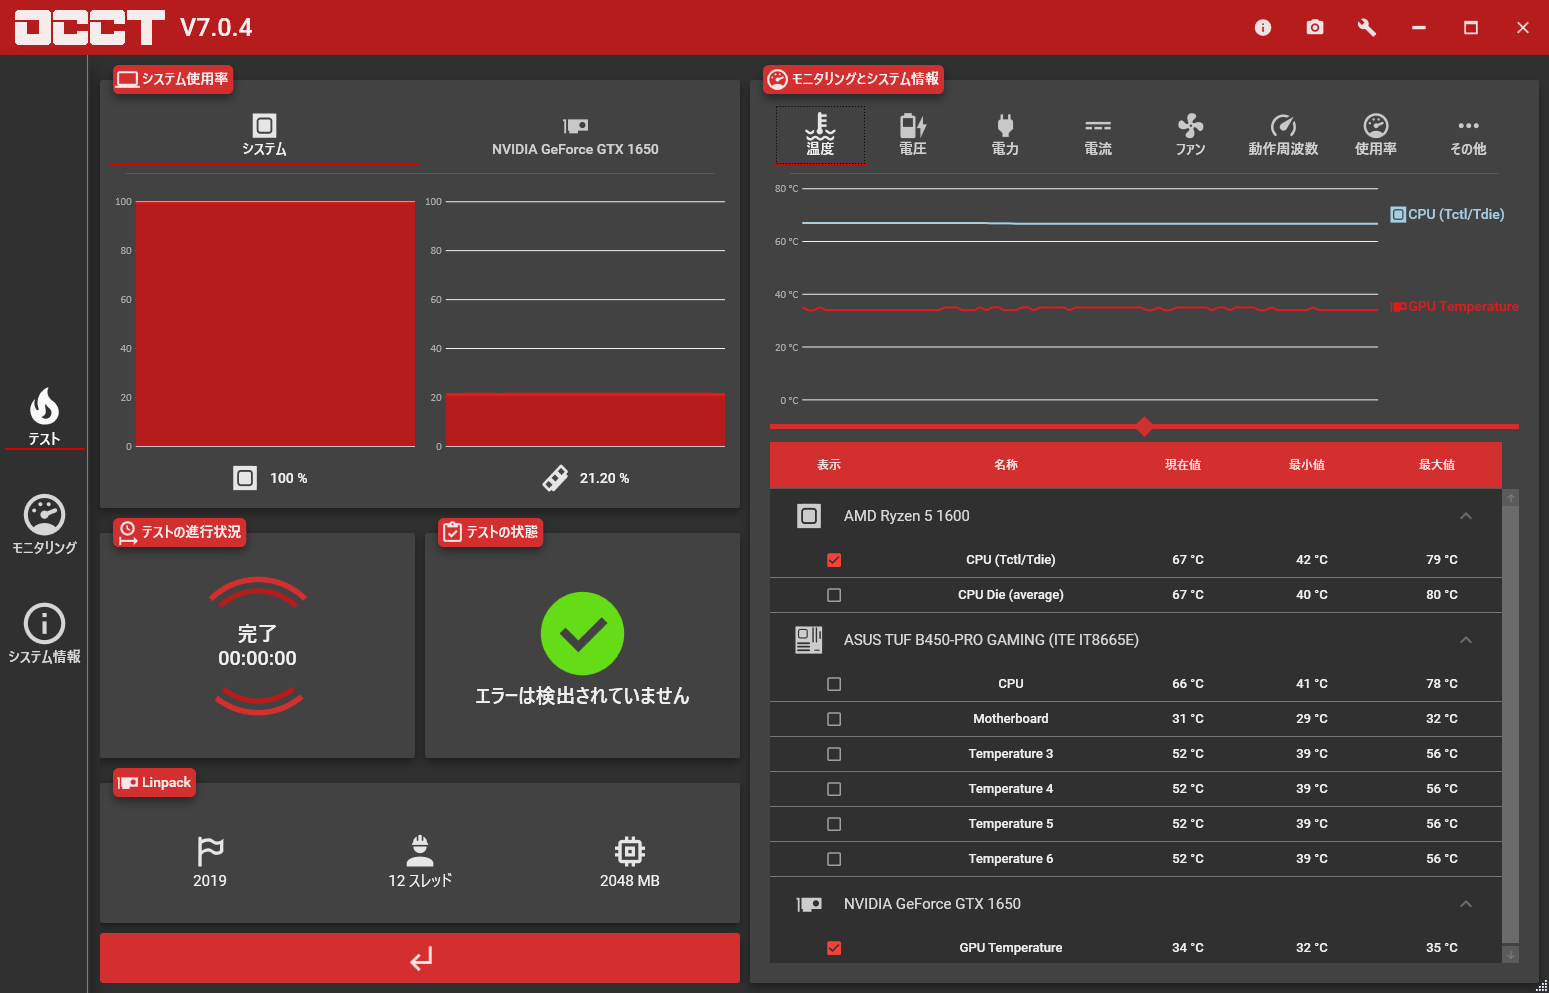 OCCT V7.0.4
システム使用率
システム
NVIDIA GeForce GTX 1650
100
80
60
40
20
0
100
80
60
40
20
0
100 %
21.20 %
テスト
モニタリング
システム情報
テストの進行状況
完了
00:00:00
テストの状態
エラーは検出されていません
Linpack
2019
12 スレッド
2048 MB
モニタリングとシステム情報
温度
電圧
電力
電流
ファン
動作周波数
使用率
その他
80 °C
60 °C
40 °C
20 °C
0 °C
CPU (Tctl/Tdie)
GPU Temperature
表示 名称 現在値 最小値 最大値
AMD Ryzen 5 1600
CPU (Tctl/Tdie) 67 °C 42 °C 79 °C
CPU Die (average) 67 °C 40 °C 80 °C
ASUS TUF B450-PRO GAMING (ITE IT8665E)
CPU 66 °C 41 °C 78 °C
Motherboard 31 °C 29 °C 32 °C
Temperature 3 52 °C 39 °C 56 °C
Temperature 4 52 °C 39 °C 56 °C
Temperature 5 52 °C 39 °C 56 °C
Temperature 6 52 °C 39 °C 56 °C
NVIDIA GeForce GTX 1650
GPU Temperature 34 °C 32 °C 35 °C